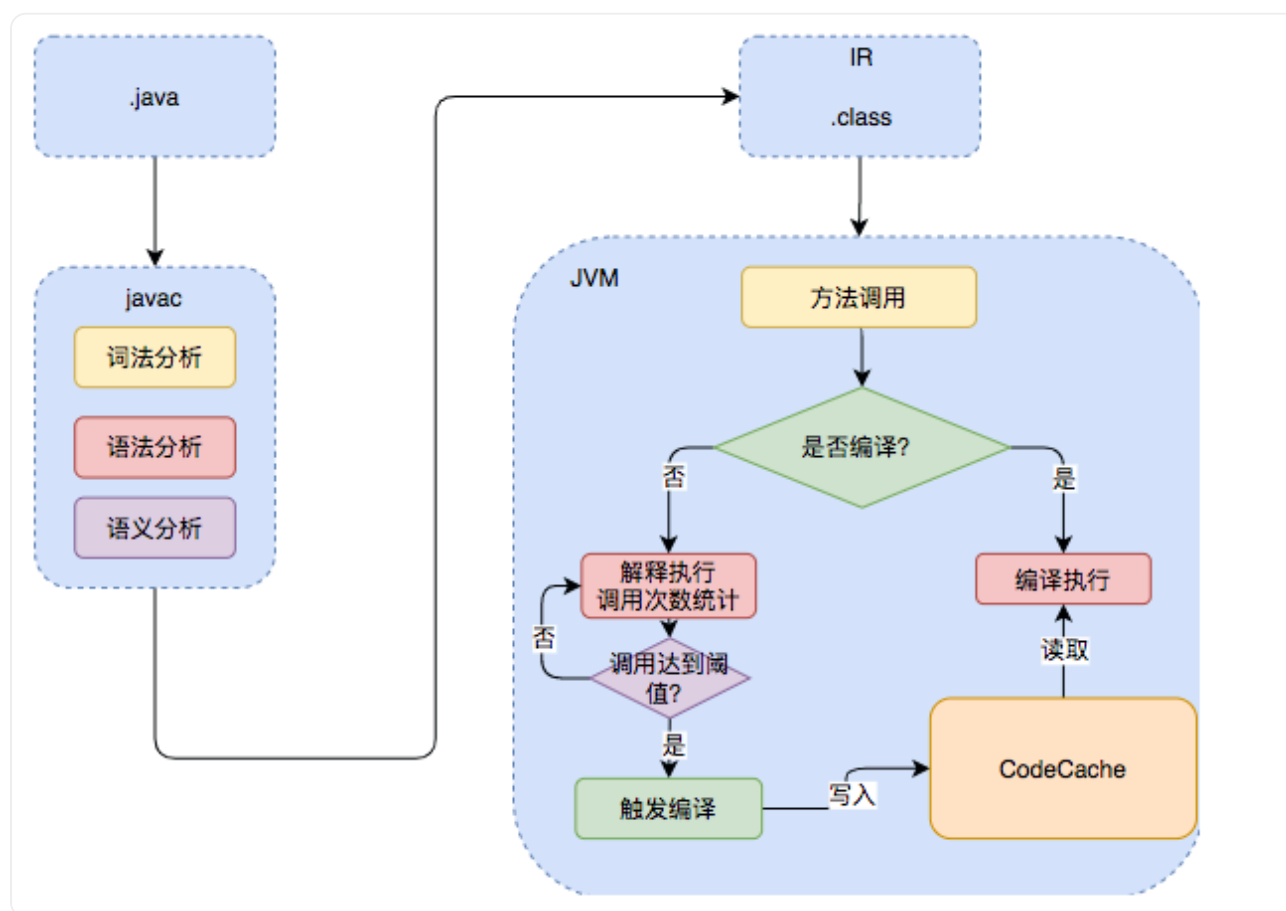 .java
javac
词法分析
语法分析
语义分析
IR
.class
JVM
方法调用
是否编译?
否
是
解释执行
调用次数统计
编译执行
否
调用达到阈
值?
读取
是
触发编译
写入
CodeCache